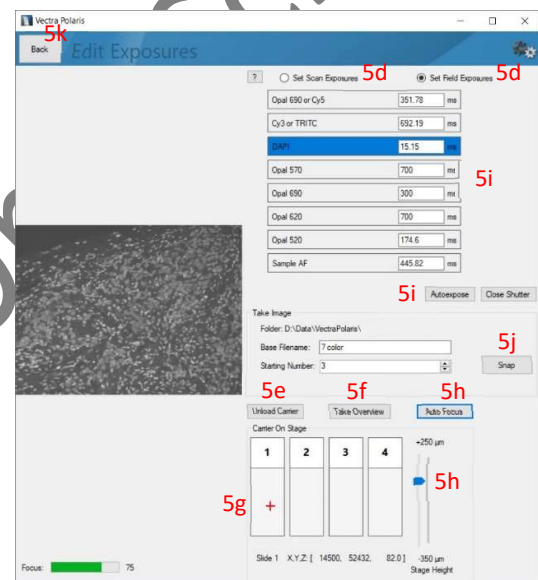 Vectra Polaris
5k
Back Edit Exposures
? Set Scan Exposures 5d Set Field Exposures 5d
Opal 690 or Cy5 351.78 ms
Cy3 or TRITC 692.19 ms
DAPI 15.15 ms
Opal 570 700 ms
5i
Opal 690 300 ms
Opal 620 700 ms
Opal 520 174.6 ms
Sample AF 445.82 ms
5i Autoexpose Close Shutter
Take Image
Folder: D:\Data\VectraPolaris\
Base Filename: 7 color
5j
Starting Number: 3 Snap
5e 5f 5h
Unload Carrier Take Overview Auto Focus
Carrier On Stage
1 2 3 4 +250 µm
5h
5g
Slide 1 X,Y,Z: [ 14500, 52432, 82.0 ] -350 µm
Stage Height
Focus: 75